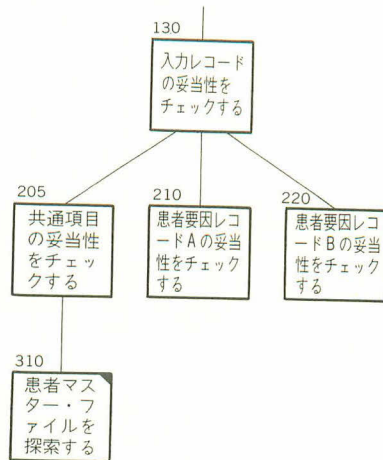 130
入力レコード
の妥当性を
チェックする
205
共通項目
の妥当性
をチェッ
クする
210
患者要因レコ
ードAの妥当
性をチェック
する
220
患者要因レコ
ードBの妥当
性をチェック
する
310
患者マス
ター・フ
ァイルを
探索する